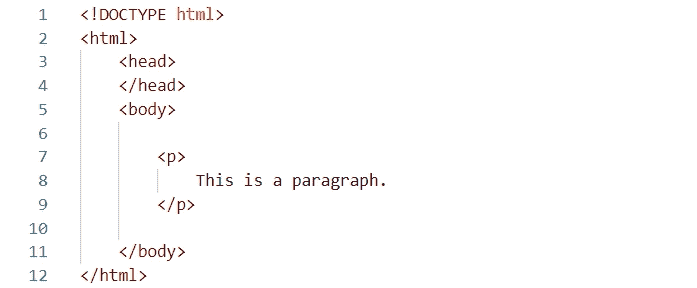 1 <!DOCTYPE html>
2 <html>
3     <head>
4     </head>
5     <body>
6
7         <p>
8             This is a paragraph.
9         </p>
10
11     </body>
12 </html>